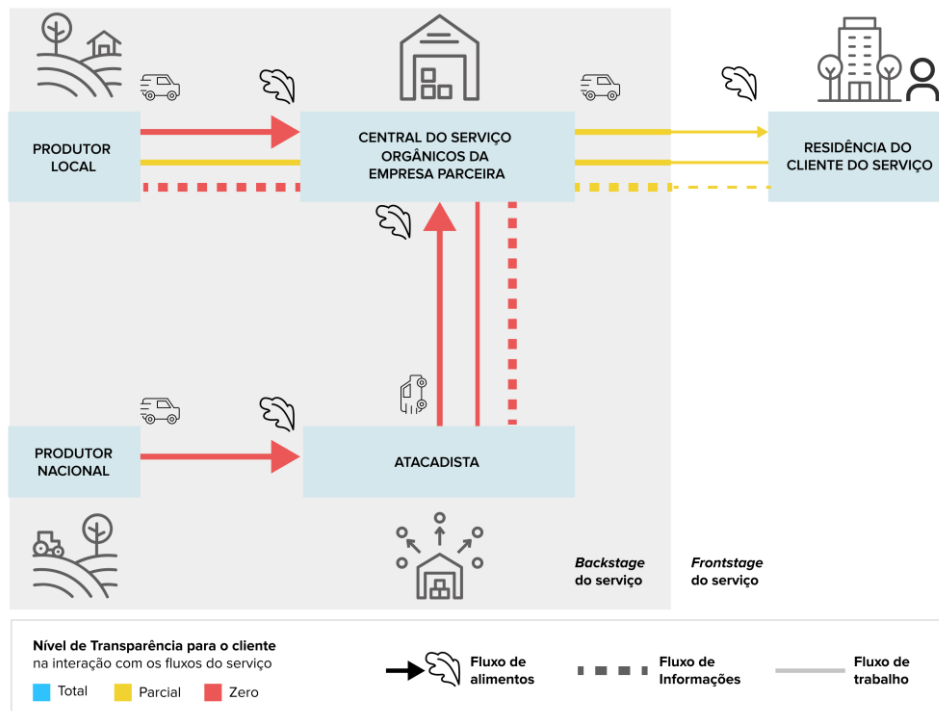 PRODUTOR
LOCAL
CENTRAL DO SERVIÇO
ORGÂNICOS DA
EMPRESA PARCEIRA
RESIDÊNCIA DO
CLIENTE DO SERVIÇO
PRODUTOR
NACIONAL
ATACADISTA
Backstage
do serviço
Frontstage
do serviço
Nível de Transparência para o cliente
na interação com os fluxos do serviço
Total
Parcial
Zero
Fluxo de
alimentos
Fluxo de
Informações
Fluxo de
trabalho